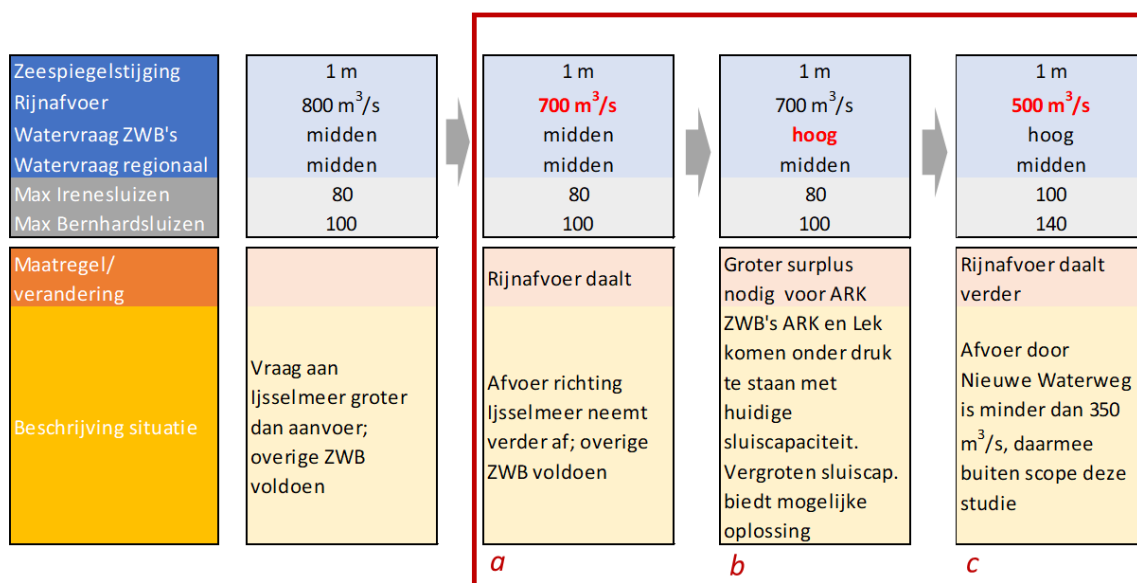 Zeespiegelstijging 1 m 1 m 1 m 1 m
Rijnafvoer 800 m³/s 700 m³/s 700 m³/s 500 m³/s
Watervraag ZWB's midden midden hoog hoog
Watervraag regionaal midden midden midden midden
Max Irenesluizen 80 80 80 100
Max Bernhardsluizen 100 100 100 140
Maatregel/
verandering
Rijnafvoer daalt
Groter surplus
nodig voor ARK
Rijnafvoer daalt
verder
Beschrijving situatie
Vraag aan
Ijsselmeer groter
dan aanvoer;
overige ZWB
voldoen
Afvoer richting
Ijsselmeer neemt
verder af; overige
ZWB voldoen
ZWB's ARK en Lek
komen onder druk
te staan met
huidige
sluiscapaciteit.
Vergroten sluiscap.
biedt mogelijke
oplossing
Afvoer door
Nieuwe Waterweg
is minder dan 350
m³/s, daarmee
buiten scope deze
studie
a b c